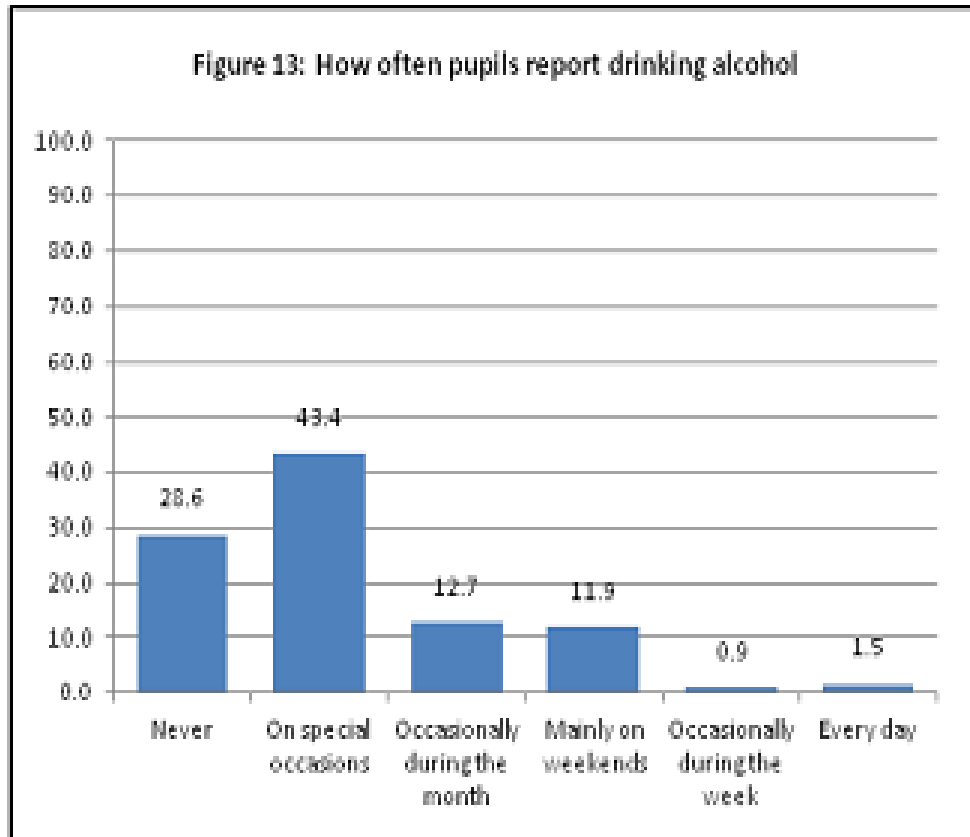 Figure 13: How often pupils report drinking alcohol
100.0
90.0
80.0
70.0
60.0
50.0
40.0
30.0
20.0
10.0
0.0
28.6
43.4
12.7
11.9
0.9
1.5
Never
On special
occasions
Occasionally
during the
month
Mainly on
weekends
Occasionally
during the
week
Every day